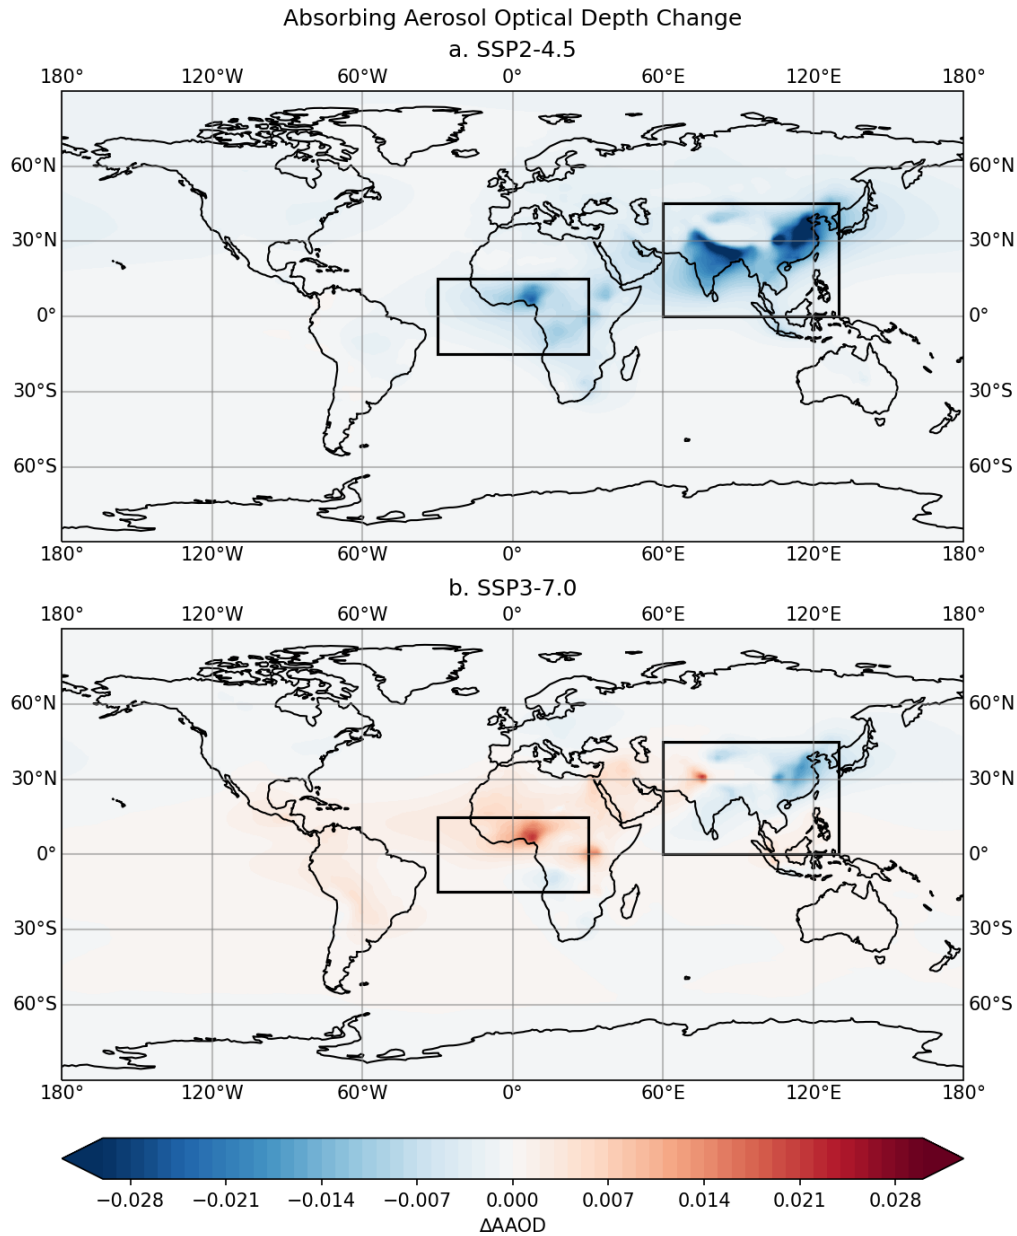 Absorbing Aerosol Optical Depth Change
a. SSP2-4.5
180° 120°W 60°W 0° 60°E 120°E 180°
60°N 60°N
30°N 30°N
0° 0°
30°S 30°S
60°S 60°S
180° 120°W 60°W 0° 60°E 120°E 180°
b. SSP3-7.0
180° 120°W 60°W 0° 60°E 120°E 180°
60°N 60°N
30°N 30°N
0° 0°
30°S 30°S
60°S 60°S
180° 120°W 60°W 0° 60°E 120°E 180°
−0.028 −0.021 −0.014 −0.007 0.000 0.007 0.014 0.021 0.028
ΔAAOD